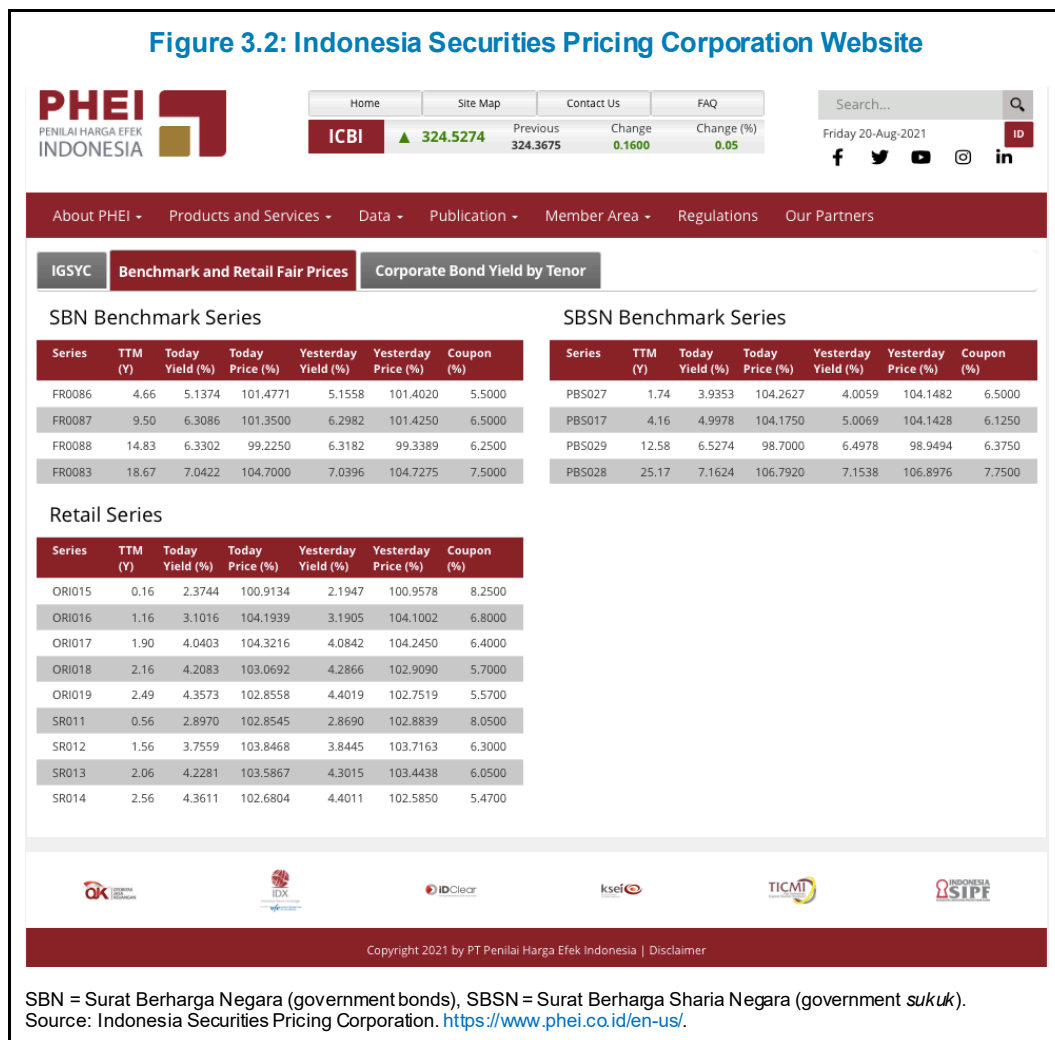 Figure 3.2: Indonesia Securities Pricing Corporation Website
PHEI
PENILAI HARGA EFEK
INDONESIA
Home Site Map Contact Us FAQ
ICBI ▲ 324.5274 Previous 324.3675 Change 0.1600 Change (%) 0.05
Search...
Friday 20-Aug-2021 ID
About PHEI Products and Services Data Publication Member Area Regulations Our Partners
IGSYC Benchmark and Retail Fair Prices Corporate Bond Yield by Tenor
SBN Benchmark Series
Series TTM (Y) Today Yield (%) Today Price (%) Yesterday Yield (%) Yesterday Price (%) Coupon (%)
FR0086 4.66 5.1374 101.4771 5.1558 101.4020 5.5000
FR0087 9.50 6.3086 101.3500 6.2982 101.4250 6.5000
FR0088 14.83 6.3302 99.2250 6.3182 99.3389 6.2500
FR0083 18.67 7.0422 104.7000 7.0396 104.7275 7.5000
SBSN Benchmark Series
Series TTM (Y) Today Yield (%) Today Price (%) Yesterday Yield (%) Yesterday Price (%) Coupon (%)
PBS027 1.74 3.9353 104.2627 4.0059 104.1482 6.5000
PBS017 4.16 4.9978 104.1750 5.0069 104.1428 6.1250
PBS029 12.58 6.5274 98.7000 6.4978 98.9494 6.3750
PBS028 25.17 7.1624 106.7920 7.1538 106.8976 7.7500
Retail Series
Series TTM (Y) Today Yield (%) Today Price (%) Yesterday Yield (%) Yesterday Price (%) Coupon (%)
ORI015 0.16 2.3744 100.9134 2.1947 100.9578 8.2500
ORI016 1.16 3.1016 104.1939 3.1905 104.1002 6.8000
ORI017 1.90 4.0403 104.3216 4.0842 104.2450 6.4000
ORI018 2.16 4.2083 103.0692 4.2866 102.9090 5.7000
ORI019 2.49 4.3573 102.8558 4.4019 102.7519 5.5700
SR011 0.56 2.8970 102.8545 2.8690 102.8839 8.0500
SR012 1.56 3.7559 103.8468 3.8445 103.7163 6.3000
SR013 2.06 4.2281 103.5867 4.3015 103.4438 6.0500
SR014 2.56 4.3611 102.6804 4.4011 102.5850 5.4700
IDX
IDClear
ksei
TICMI
INDONESIA
SIPF
Copyright 2021 by PT Penilai Harga Efek Indonesia | Disclaimer
SBN = Surat Berharga Negara (government bonds), SBSN = Surat Berharga Sharia Negara (government sukuk).
Source: Indonesia Securities Pricing Corporation. https://www.phei.co.id/en-us/.